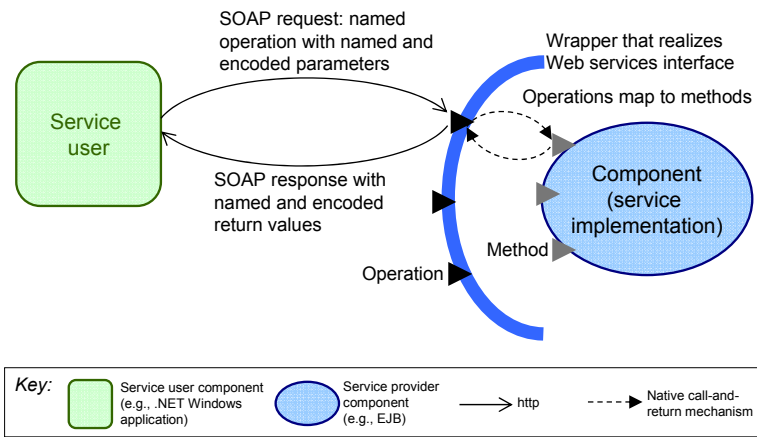 SOAP request: named
operation with named and
encoded parameters
Wrapper that realizes
Web services interface
Operations map to methods
Service
user
Component
(service
implementation)
SOAP response with
named and encoded
return values
Method
Operation
Key:
Service user component
(e.g., .NET Windows
application)
Service provider
component
(e.g., EJB)
http
Native call-and-
return mechanism